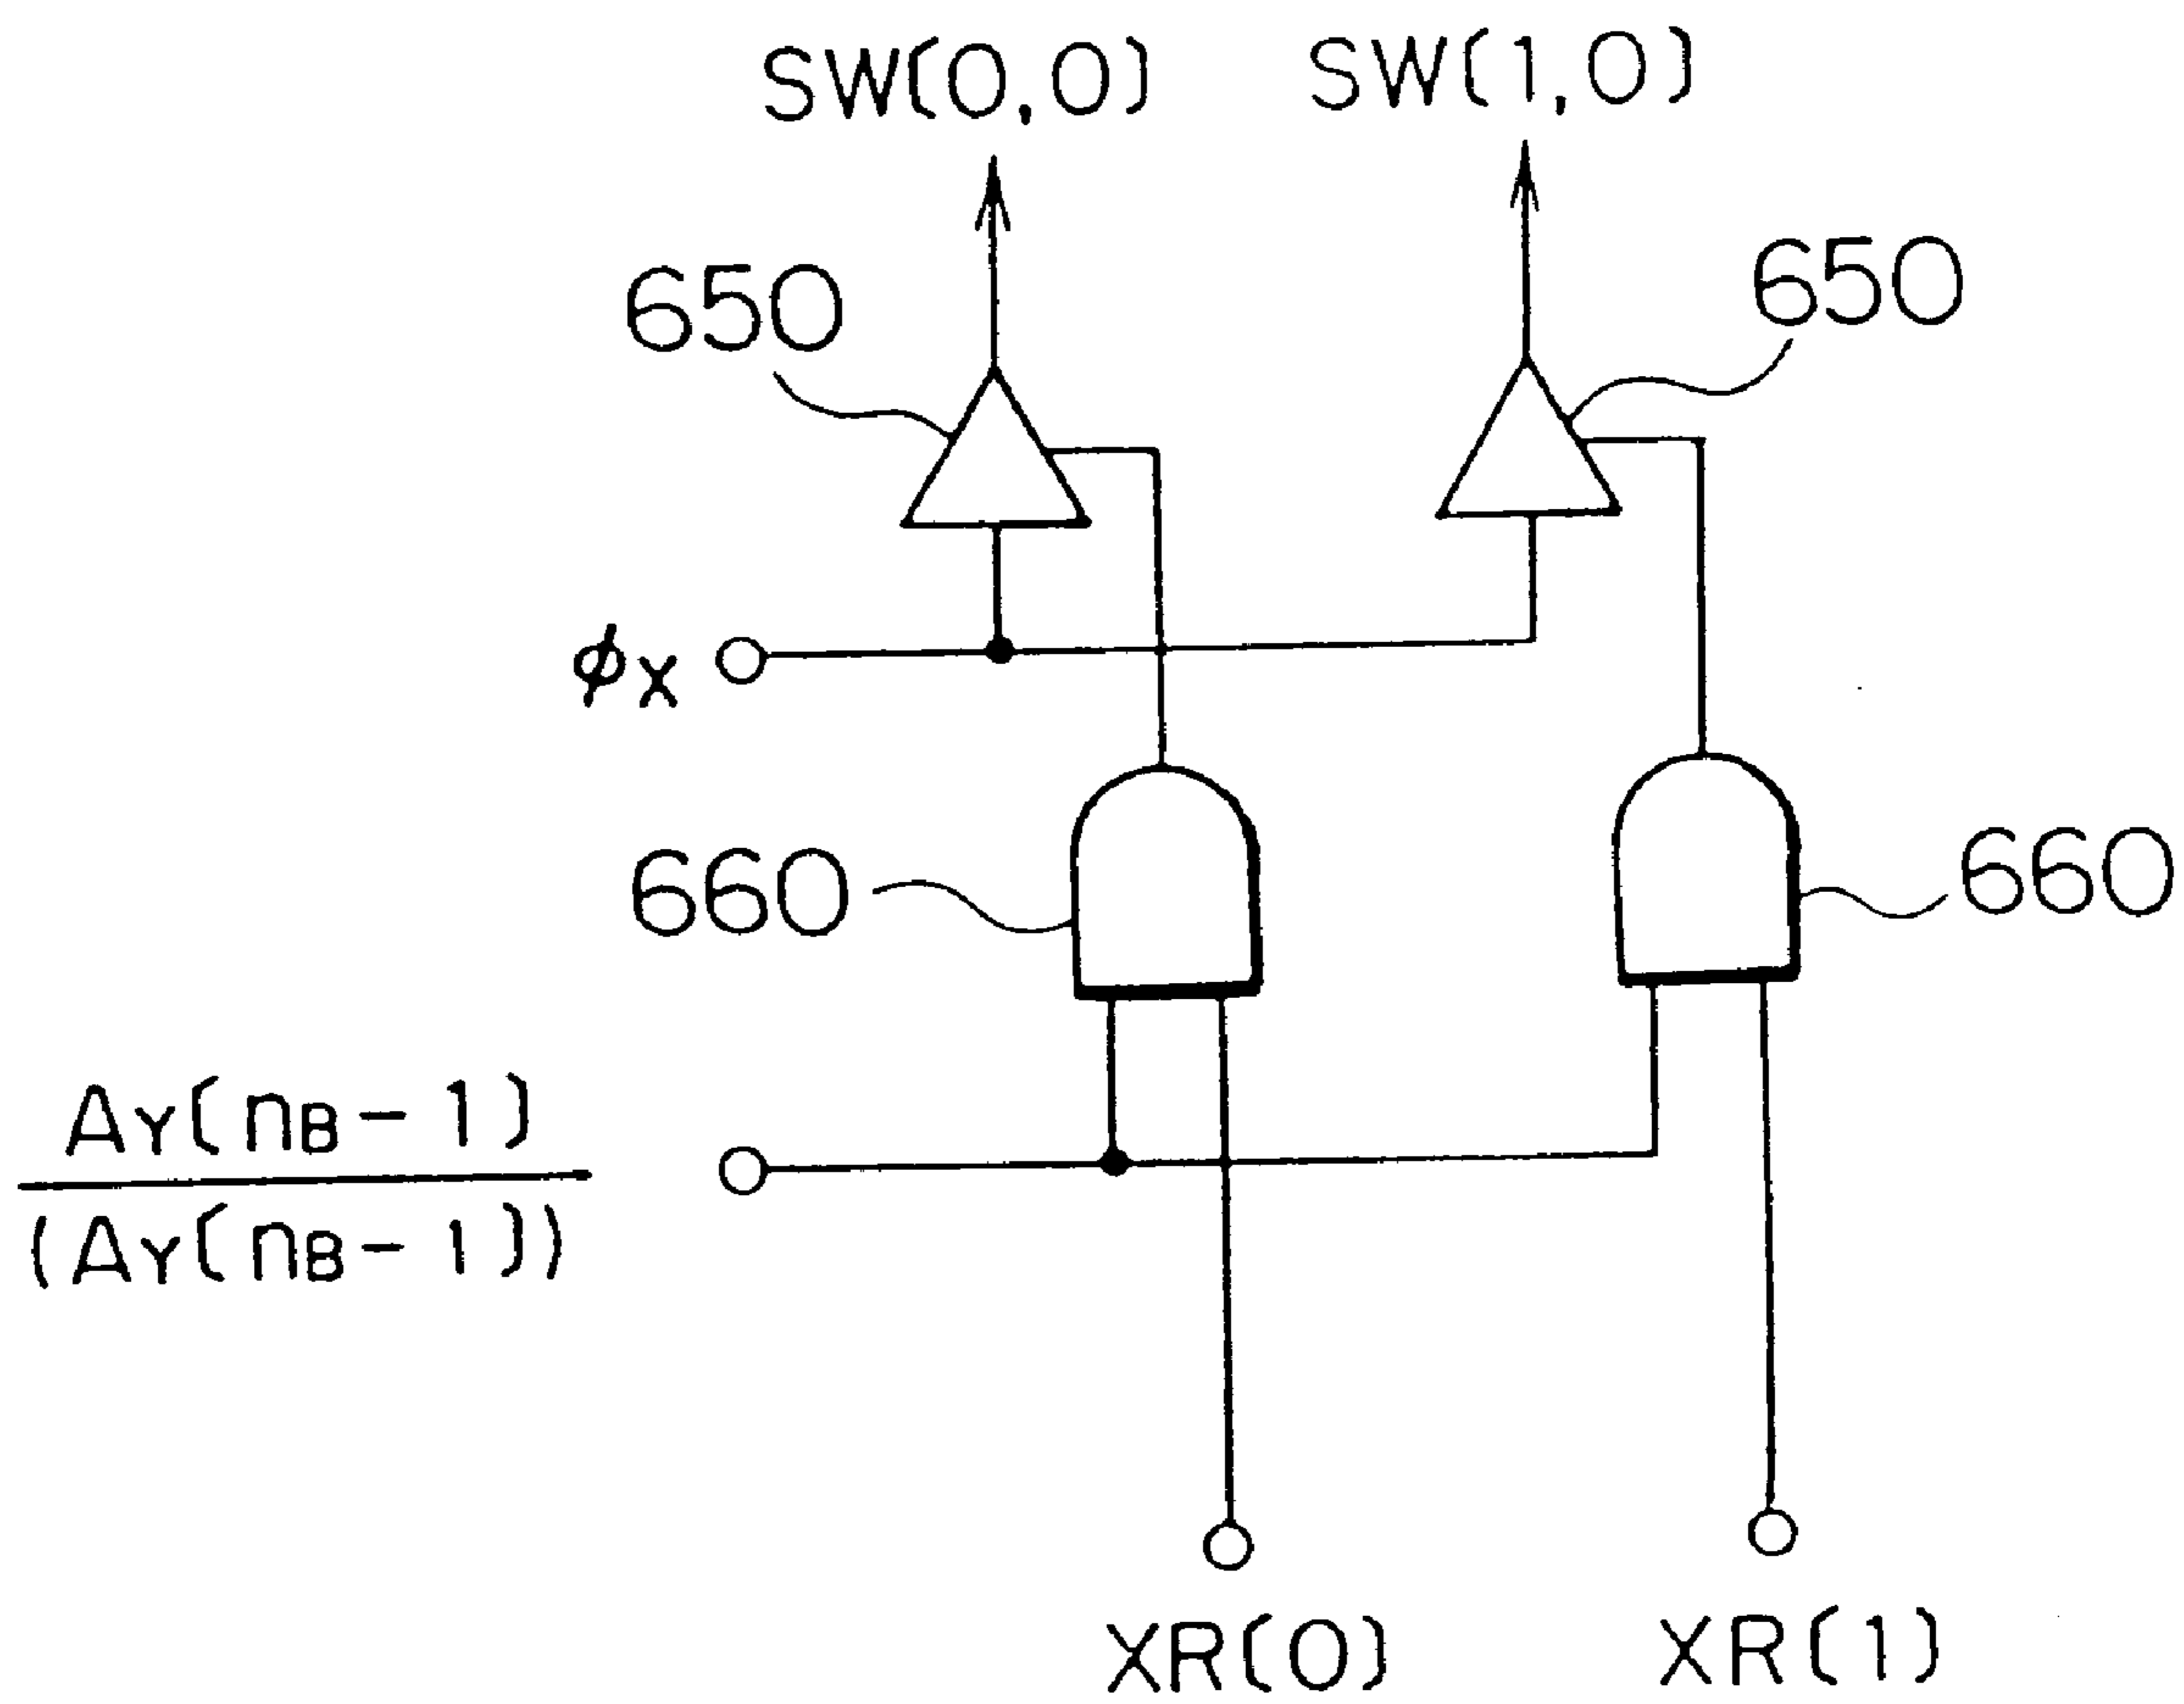 SW(0,0) SW(1,0)
650 650
φX
660 660
AY(nB-1)
(AY(nB-1))
XR(0) XR(1)